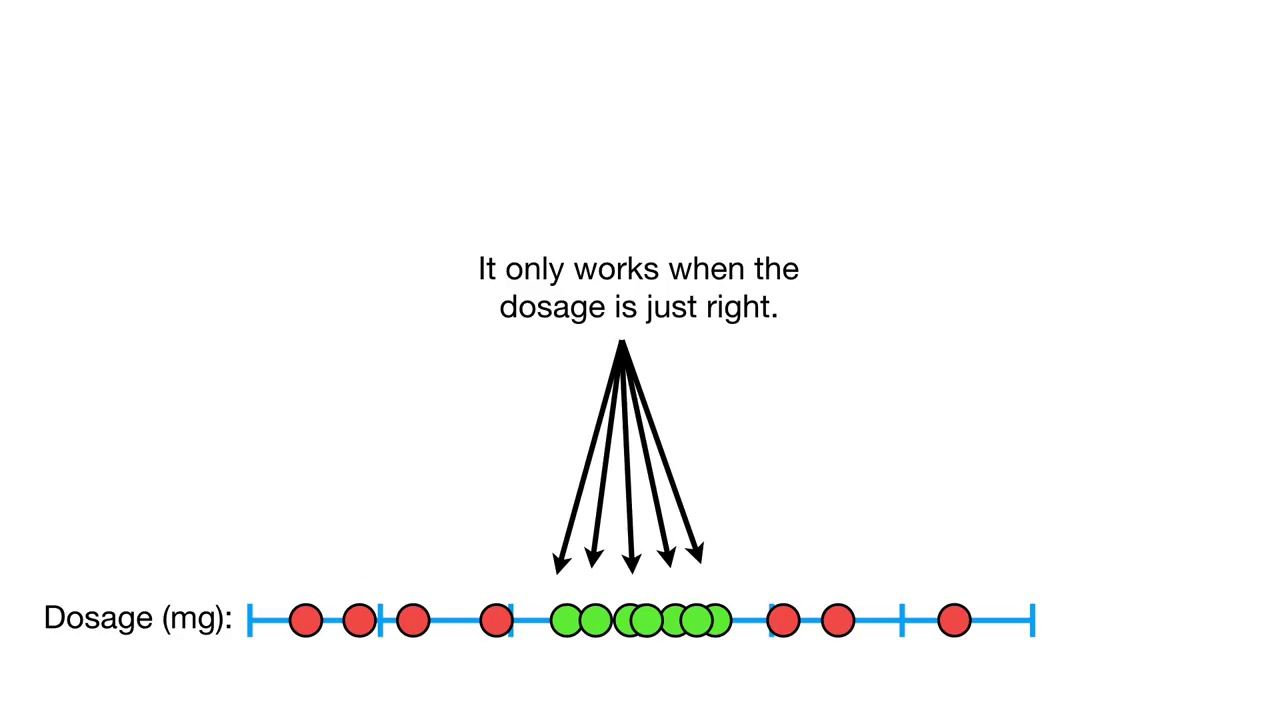 It only works when the
dosage is just right.
Dosage (mg):